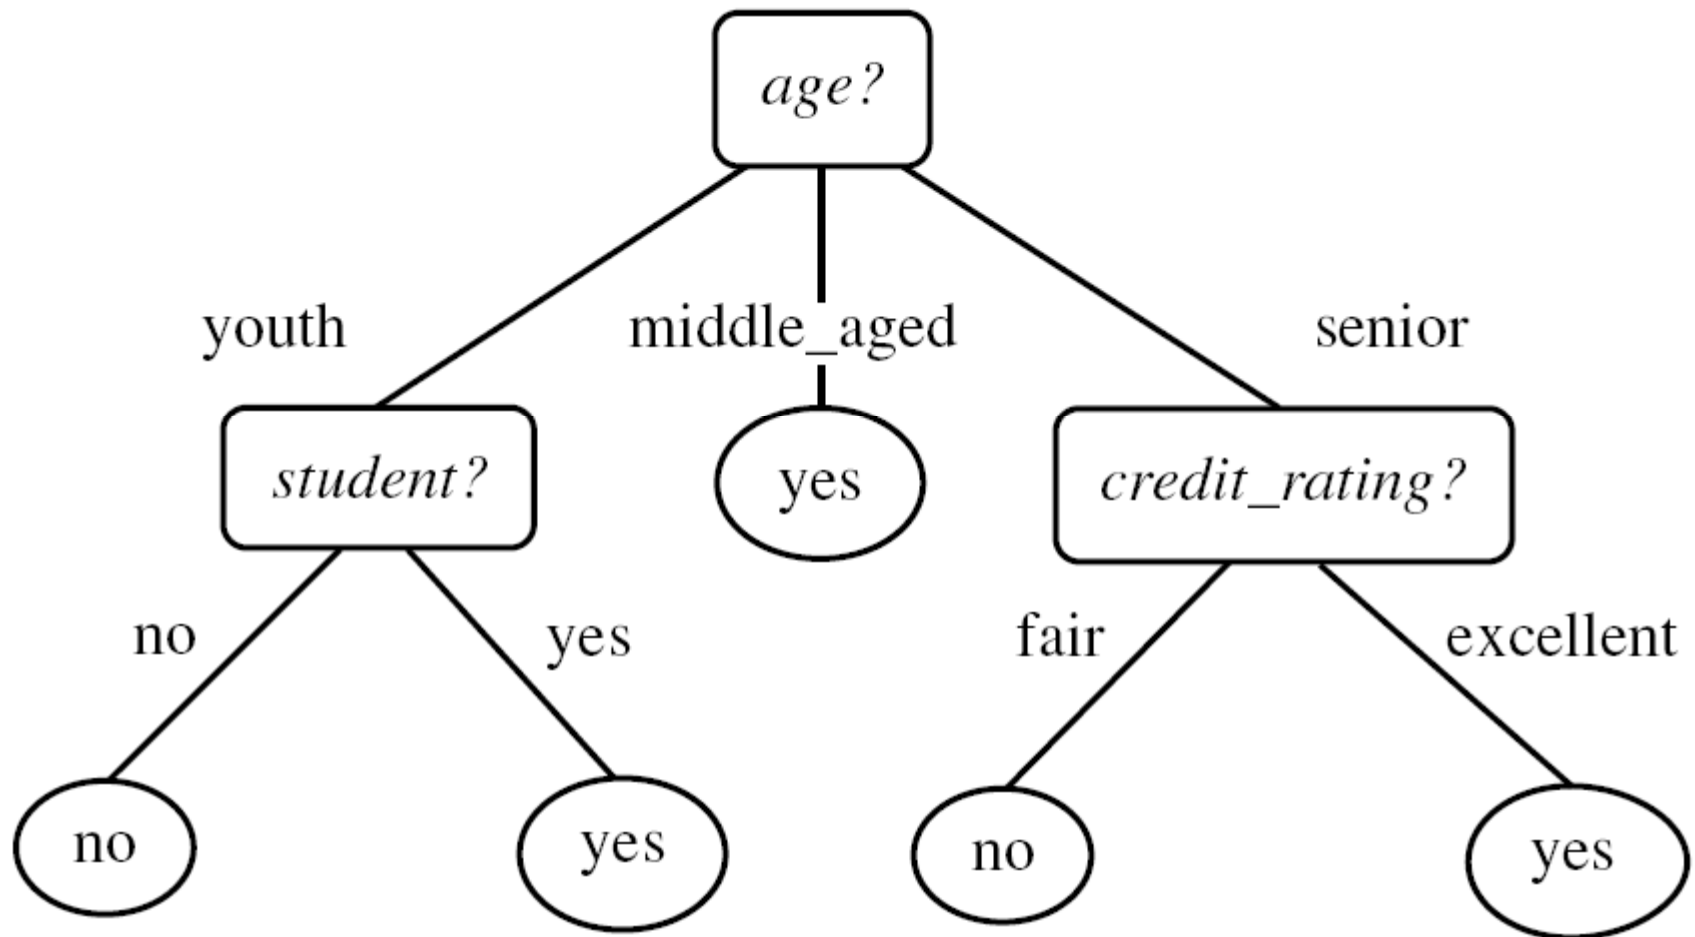 age?
youth
middle_aged
senior
student?
yes
credit_rating?
no
yes
fair
excellent
no
yes
no
yes